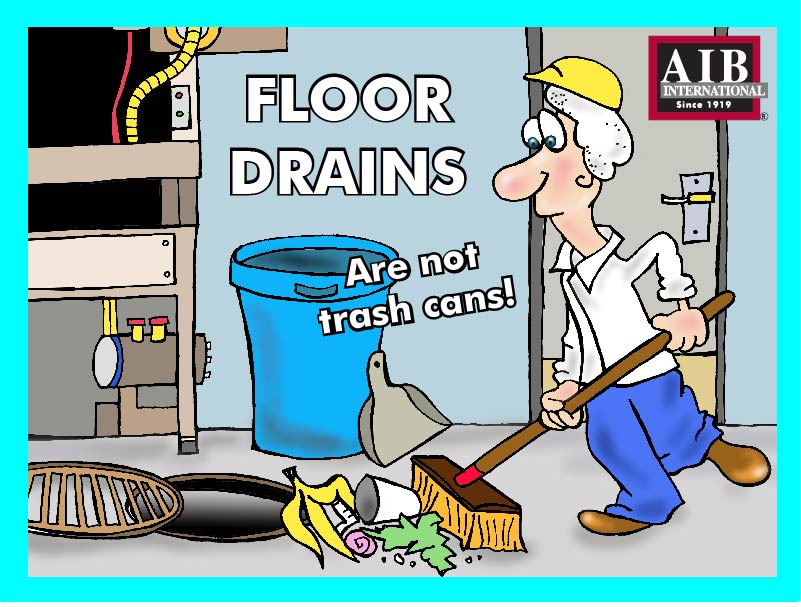 FLOOR
DRAINS
Are not
trash cans!
AIB
INTERNATIONAL
Since 1919
®